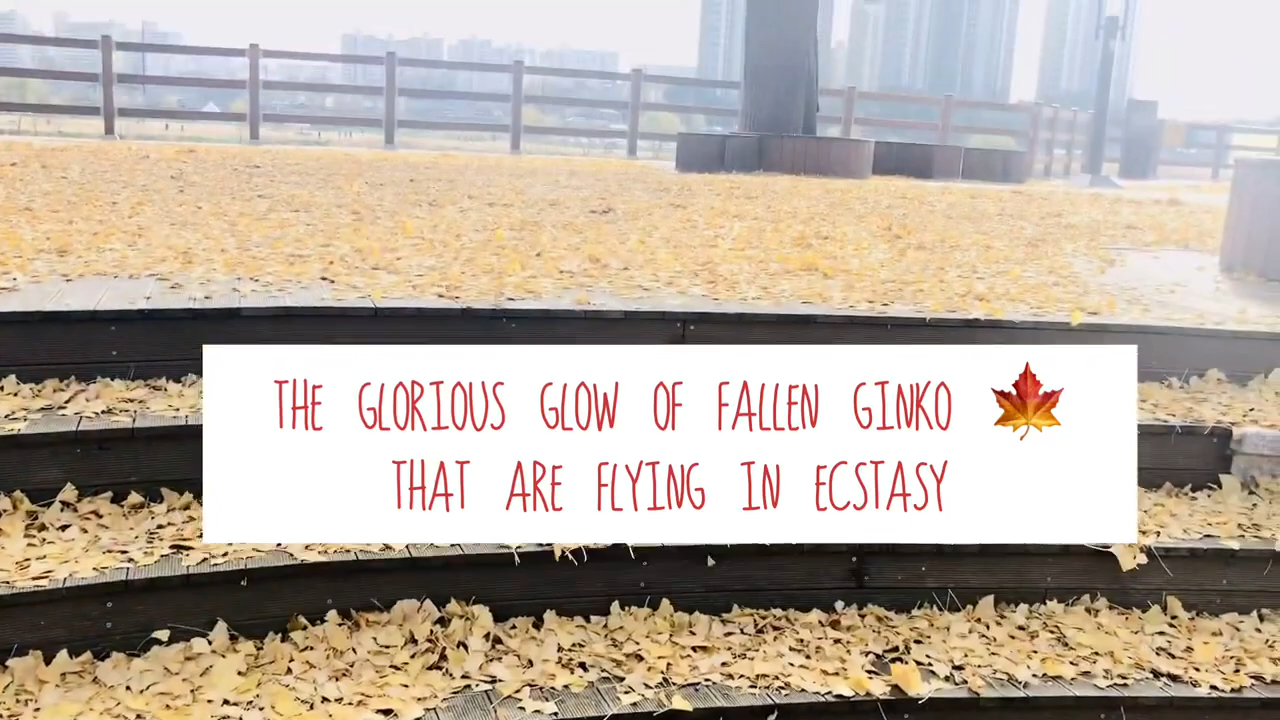 THE GLORIOUS GLOW OF FALLEN GINKO 🍁
THAT ARE FLYING IN ECSTASY